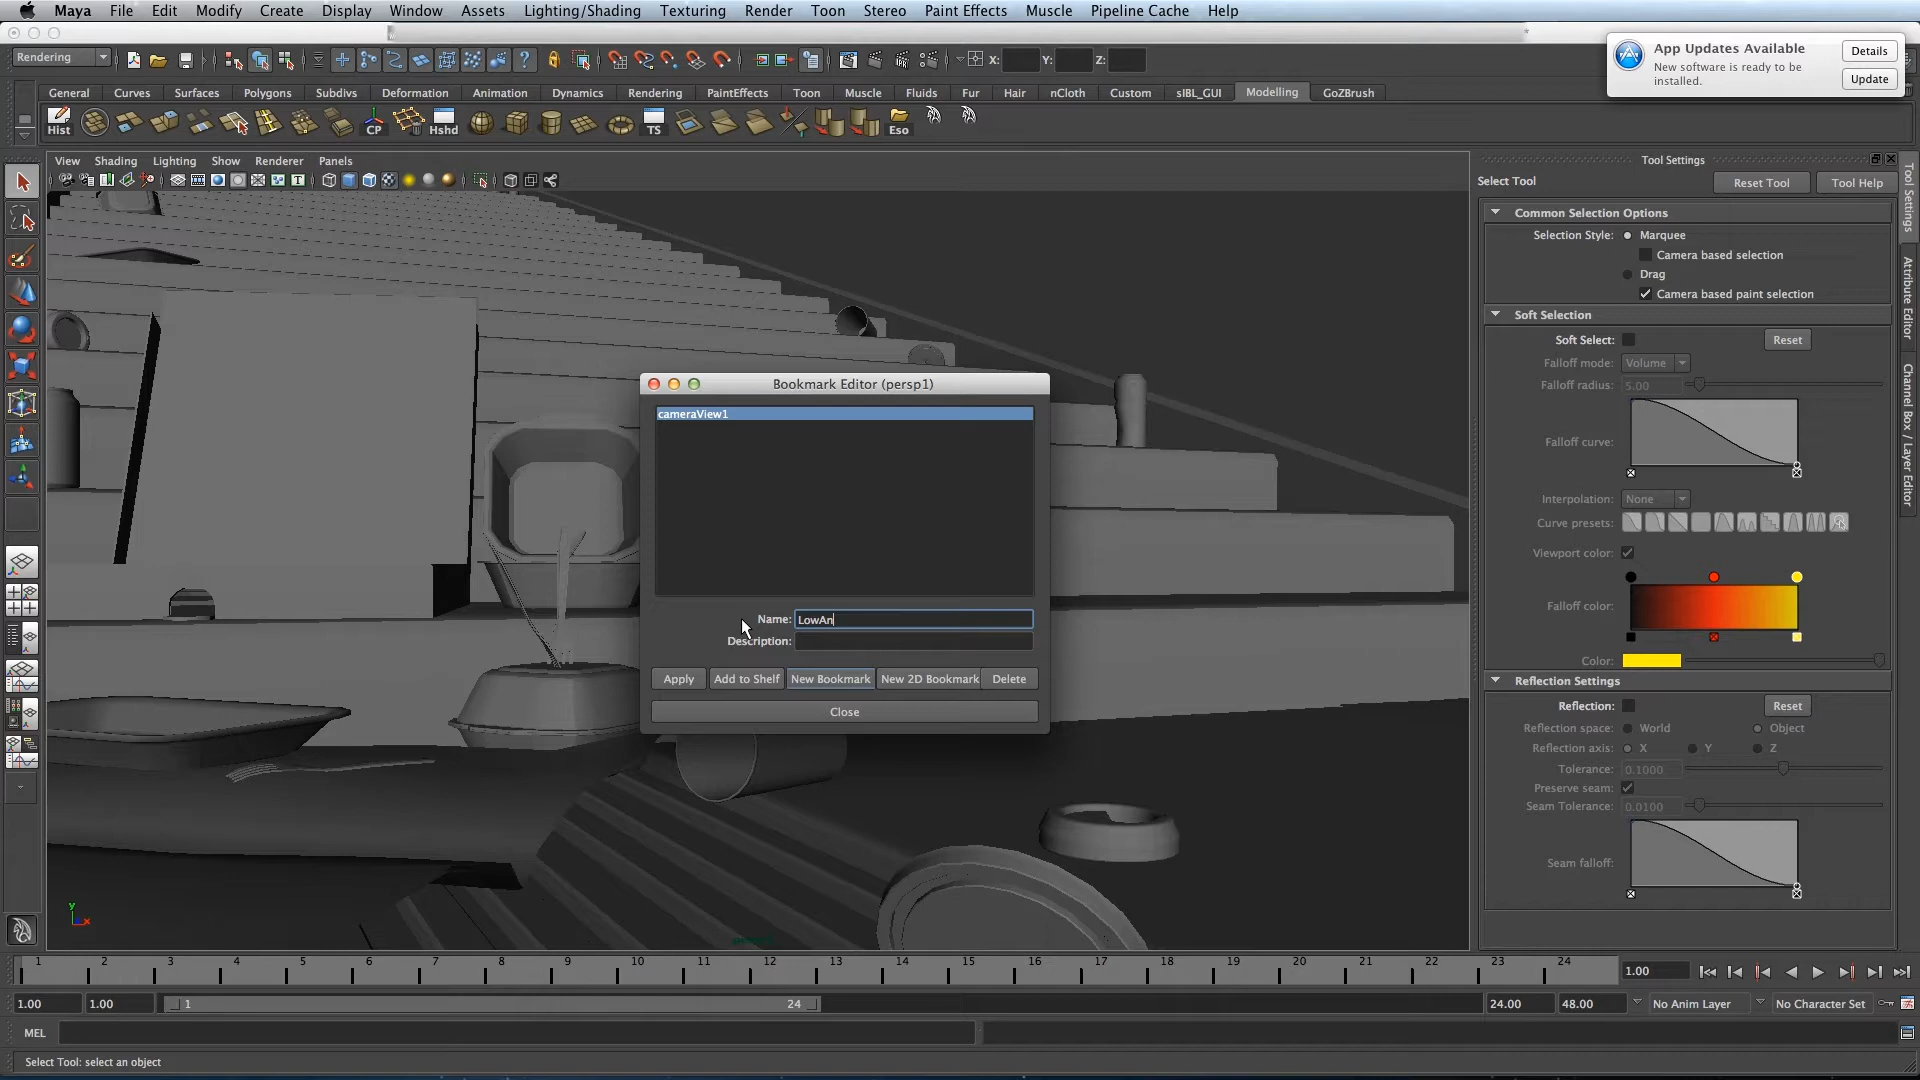 Maya File Edit Modify Create Display Window Assets Lighting/Shading Texturing Render Toon Stereo Paint Effects Muscle Pipeline Cache Help
App Updates Available
New software is ready to be
installed.
Details
Update
Rendering
X: Y: Z:
General Curves Surfaces Polygons Subdivs Deformation Animation Dynamics Rendering PaintEffects Toon Muscle Fluids Fur Hair nCloth Custom sIBL_GUI Modelling GoZBrush
Hist CP Hshd TS Eso
View Shading Lighting Show Renderer Panels
Tool Settings
Select Tool
Reset Tool Tool Help
Common Selection Options
Selection Style: Marquee
Camera based selection
Drag
Camera based paint selection
Soft Selection
Soft Select: Reset
Falloff mode: Volume
Falloff radius: 5.00
Falloff curve:
Interpolation: None
Curve presets:
Viewport color:
Falloff color:
Color:
Reflection Settings
Reflection: Reset
Reflection space: World Object
Reflection axis: X Y Z
Tolerance: 0.1000
Preserve seam:
Seam Tolerance: 0.0100
Seam falloff:
Tool Settings
Attribute Editor
Channel Box / Layer Editor
Bookmark Editor (persp1)
cameraView1
Name: LowAn
Description:
Apply Add to Shelf New Bookmark New 2D Bookmark Delete
Close
y
x
1 2 3 4 5 6 7 8 9 10 11 12 13 14 15 16 17 18 19 20 21 22 23 24 1.00
1.00 1.00 1 24 24.00 48.00 No Anim Layer No Character Set
MEL
Select Tool: select an object